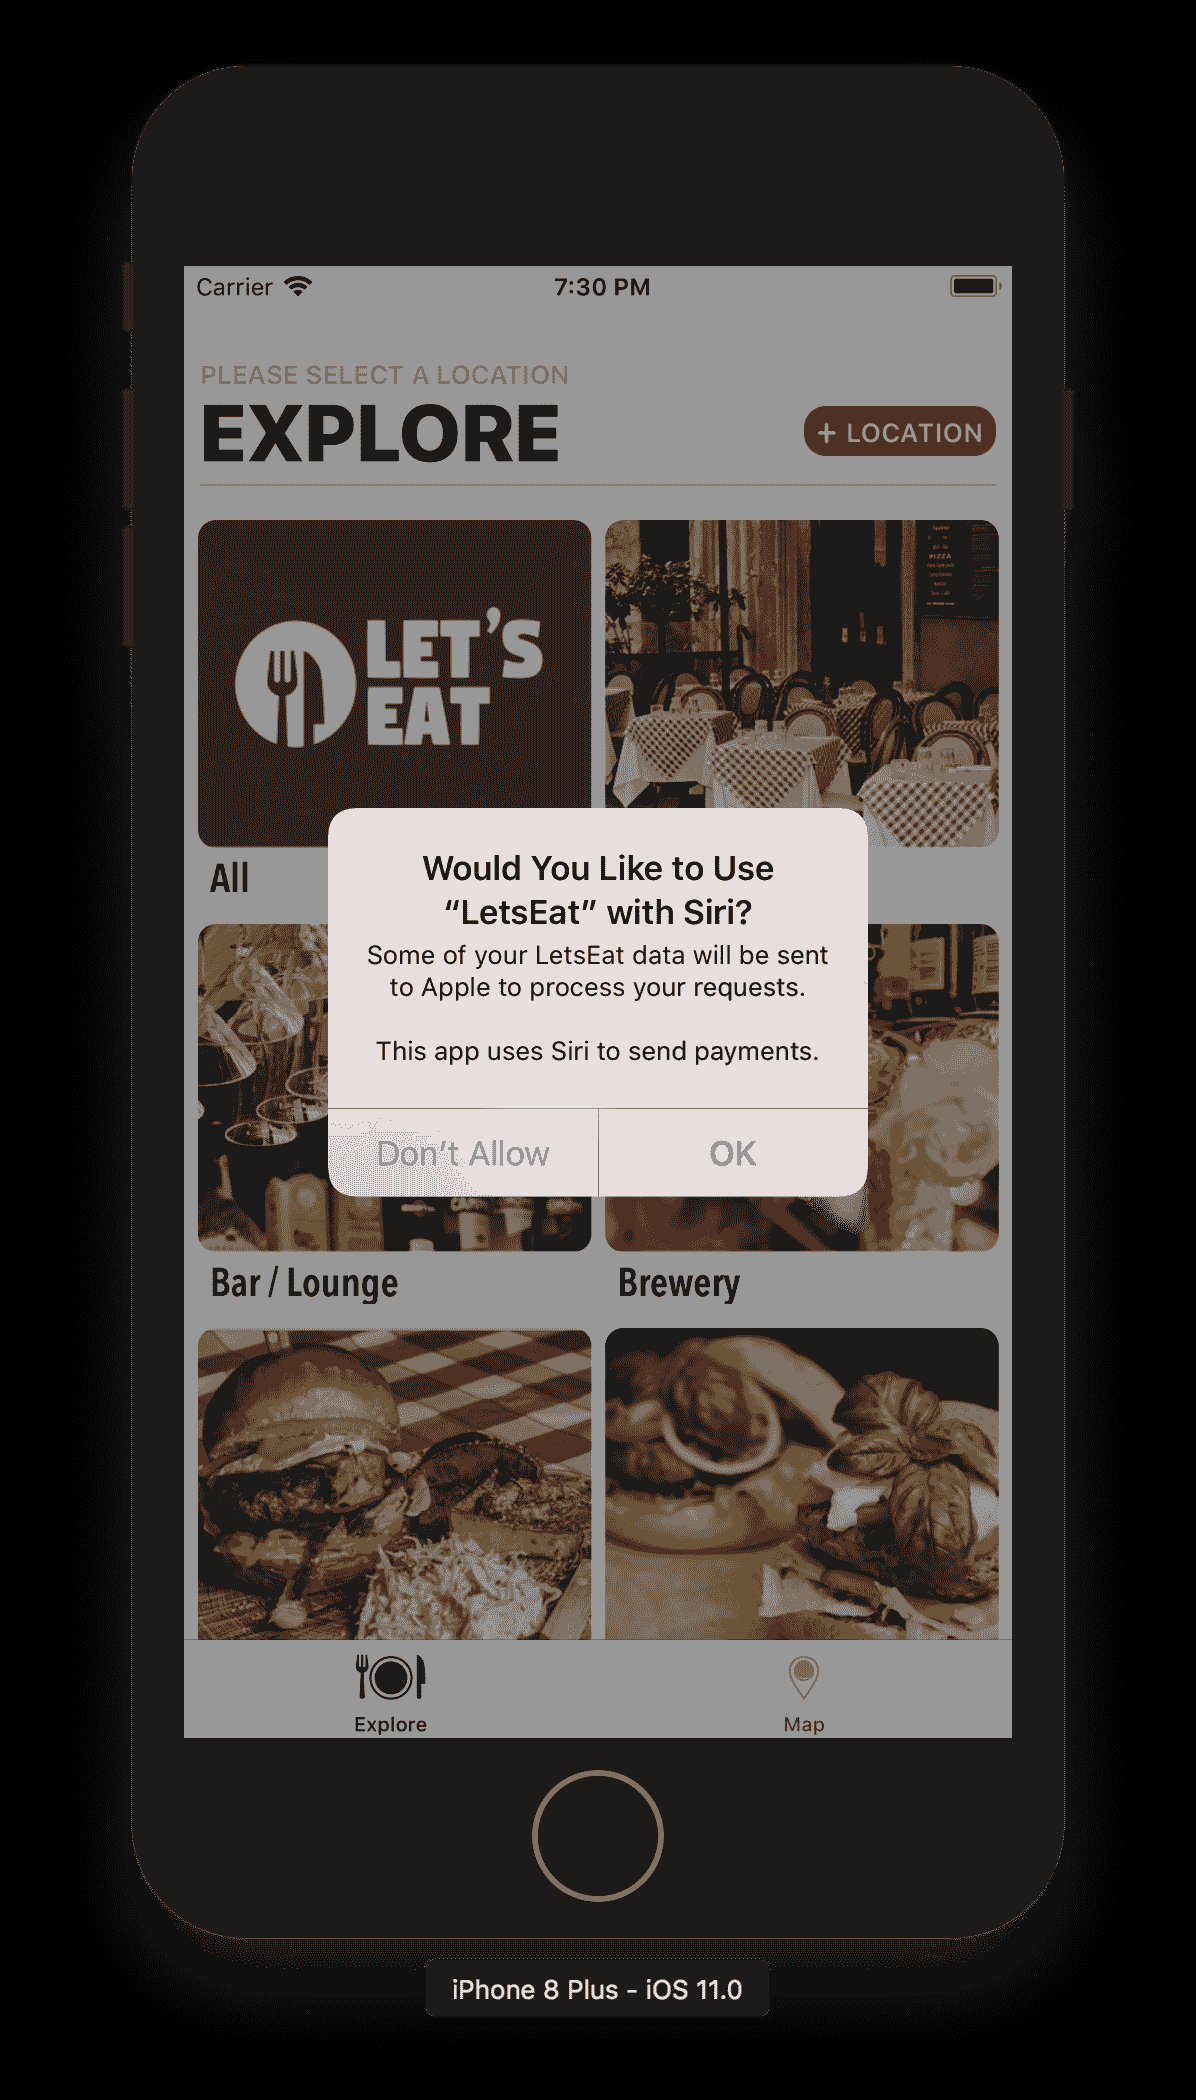 Carrier
7:30 PM
PLEASE SELECT A LOCATION
EXPLORE
+ LOCATION
LET'S
EAT
PIZZA
All
Would You Like to Use
“LetsEat” with Siri?
Some of your LetsEat data will be sent
to Apple to process your requests.
This app uses Siri to send payments.
Don’t Allow
OK
Bar / Lounge
Brewery
Explore
Map
iPhone 8 Plus - iOS 11.0